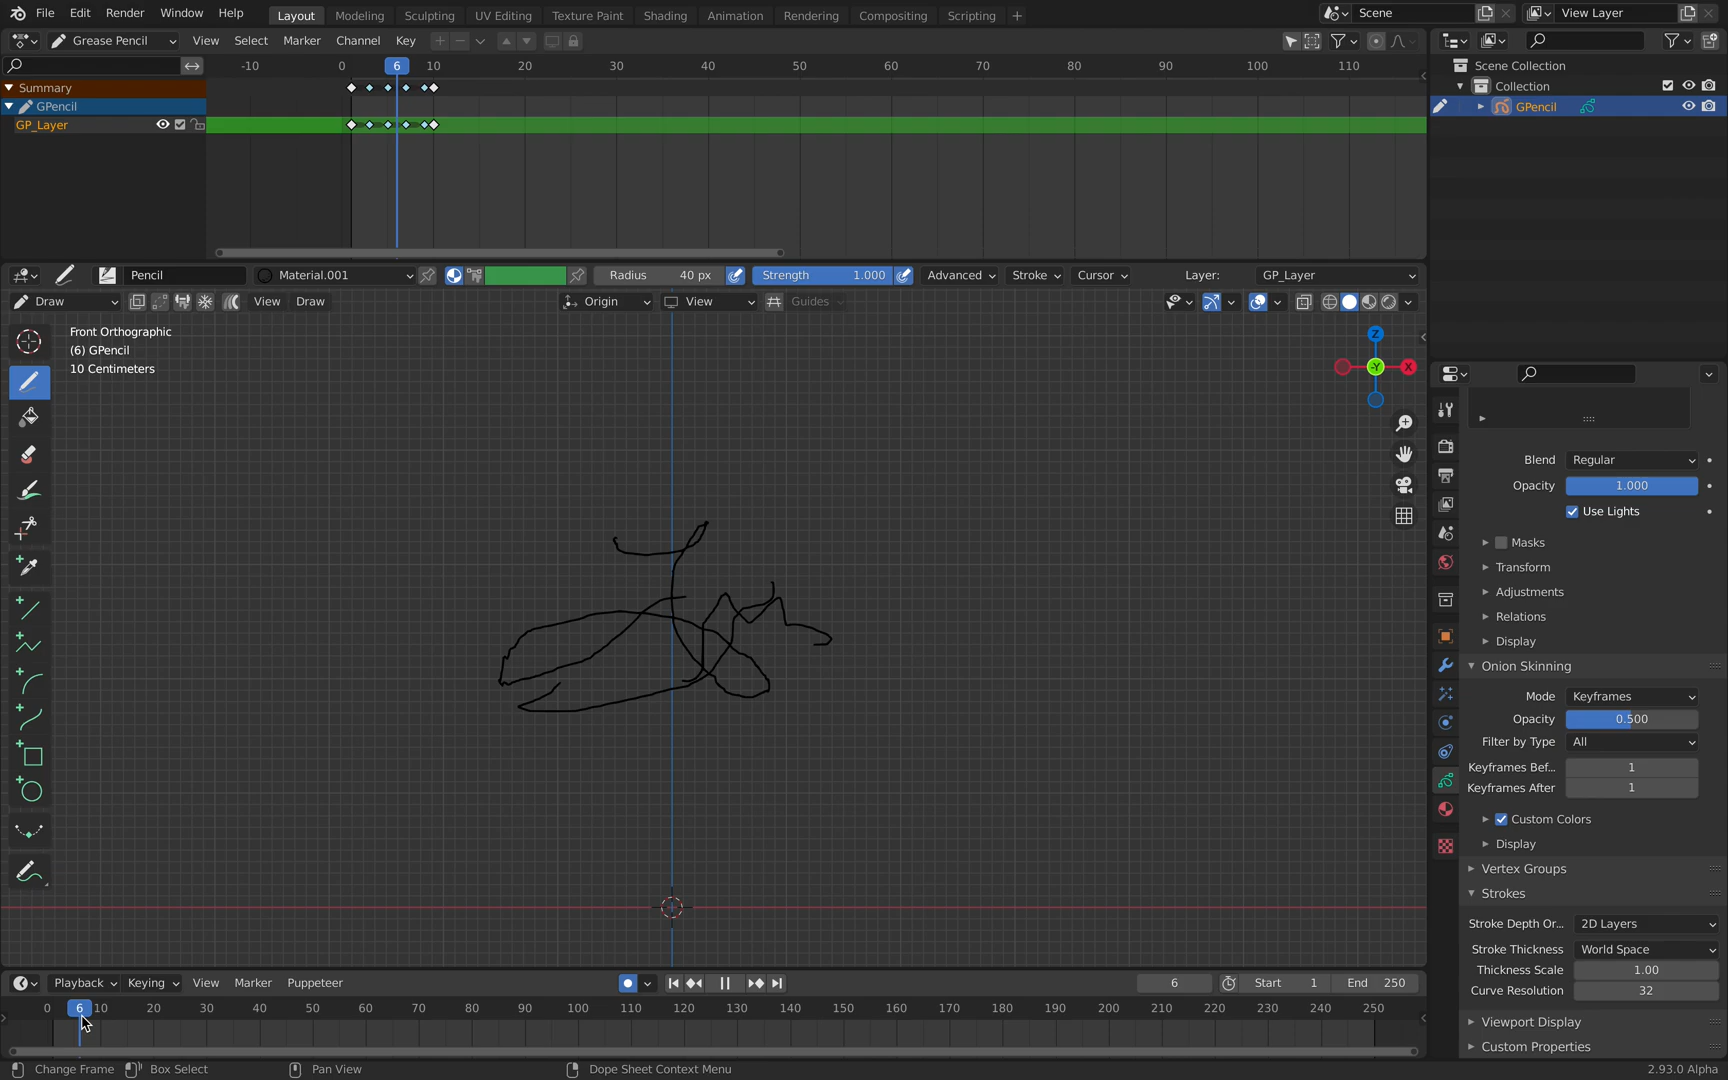 File Edit Render Window Help Layout Modeling Sculpting UV Editing Texture Paint Shading Animation Rendering Compositing Scripting + Scene View Layer
Grease Pencil View Select Marker Channel Key
-10 0 6 10 20 30 40 50 60 70 80 90 100 110
Summary
GPencil
GP_Layer
Scene Collection
Collection
GPencil
Pencil Material.001 Radius 40 px Strength 1.000 Advanced Stroke Cursor Layer: GP_Layer
Draw View Draw Origin View Guides
Front Orthographic
(6) GPencil
10 Centimeters
Z
-Y X
Blend Regular
Opacity 1.000
Use Lights
Masks
Transform
Adjustments
Relations
Display
Onion Skinning
Mode Keyframes
Opacity 0.500
Filter by Type All
Keyframes Bef... 1
Keyframes After 1
Custom Colors
Display
Vertex Groups
Strokes
Stroke Depth Or... 2D Layers
Stroke Thickness World Space
Thickness Scale 1.00
Curve Resolution 32
Viewport Display
Custom Properties
Playback Keying View Marker Puppeteer 6 Start 1 End 250
0 6 10 20 30 40 50 60 70 80 90 100 110 120 130 140 150 160 170 180 190 200 210 220 230 240 250
Change Frame Box Select Pan View Dope Sheet Context Menu 2.93.0 Alpha